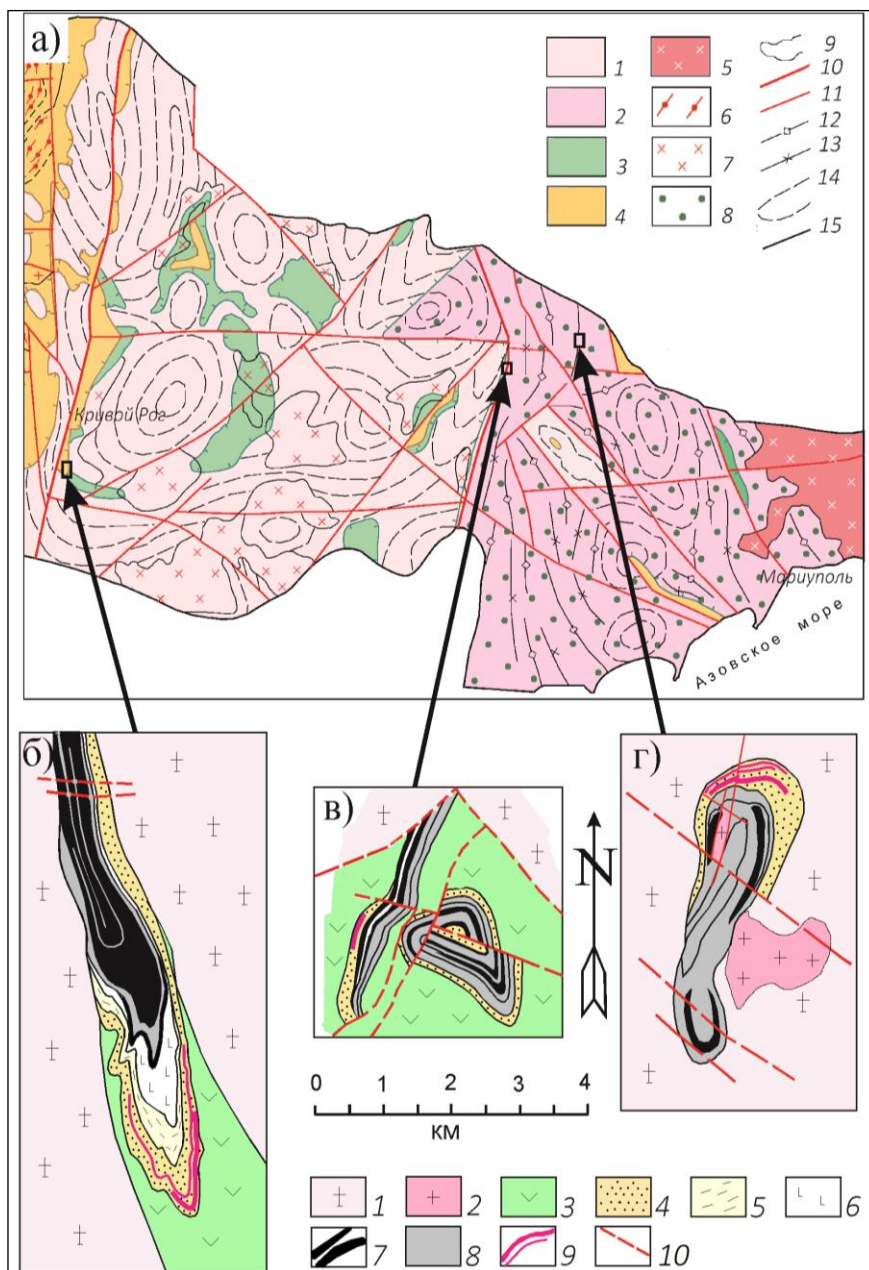 а)
1 5 9
10
2 6 11
12
3 7 13
14
4 8 15
Кривой Рог
Мариуполь
Азовское море
б)
в)
г)
N
0 1 2 3 4
КМ
1 2 3 4 5 6
7 8 9 10